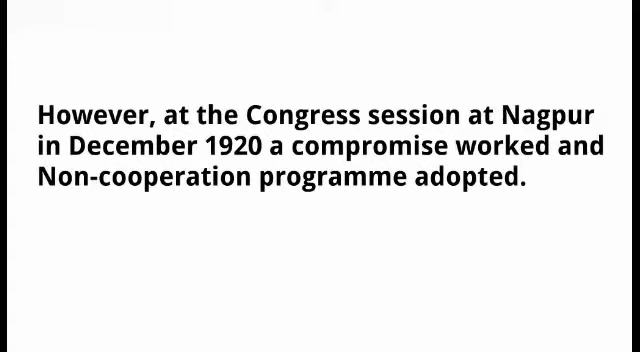 However, at the Congress session at Nagpur
in December 1920 a compromise worked and
Non-cooperation programme adopted.